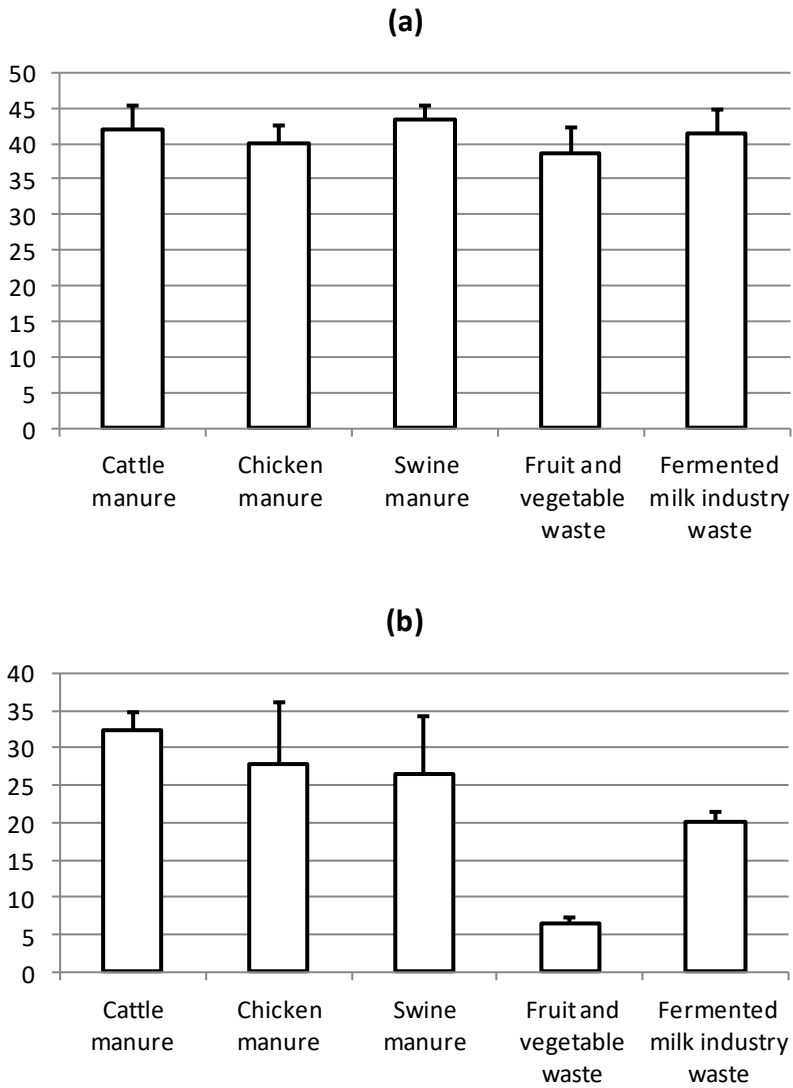 (a)
50
45
40
35
30
25
20
15
10
5
0
Cattle manure
Chicken manure
Swine manure
Fruit and vegetable waste
Fermented milk industry waste
(b)
40
35
30
25
20
15
10
5
0
Cattle manure
Chicken manure
Swine manure
Fruit and vegetable waste
Fermented milk industry waste